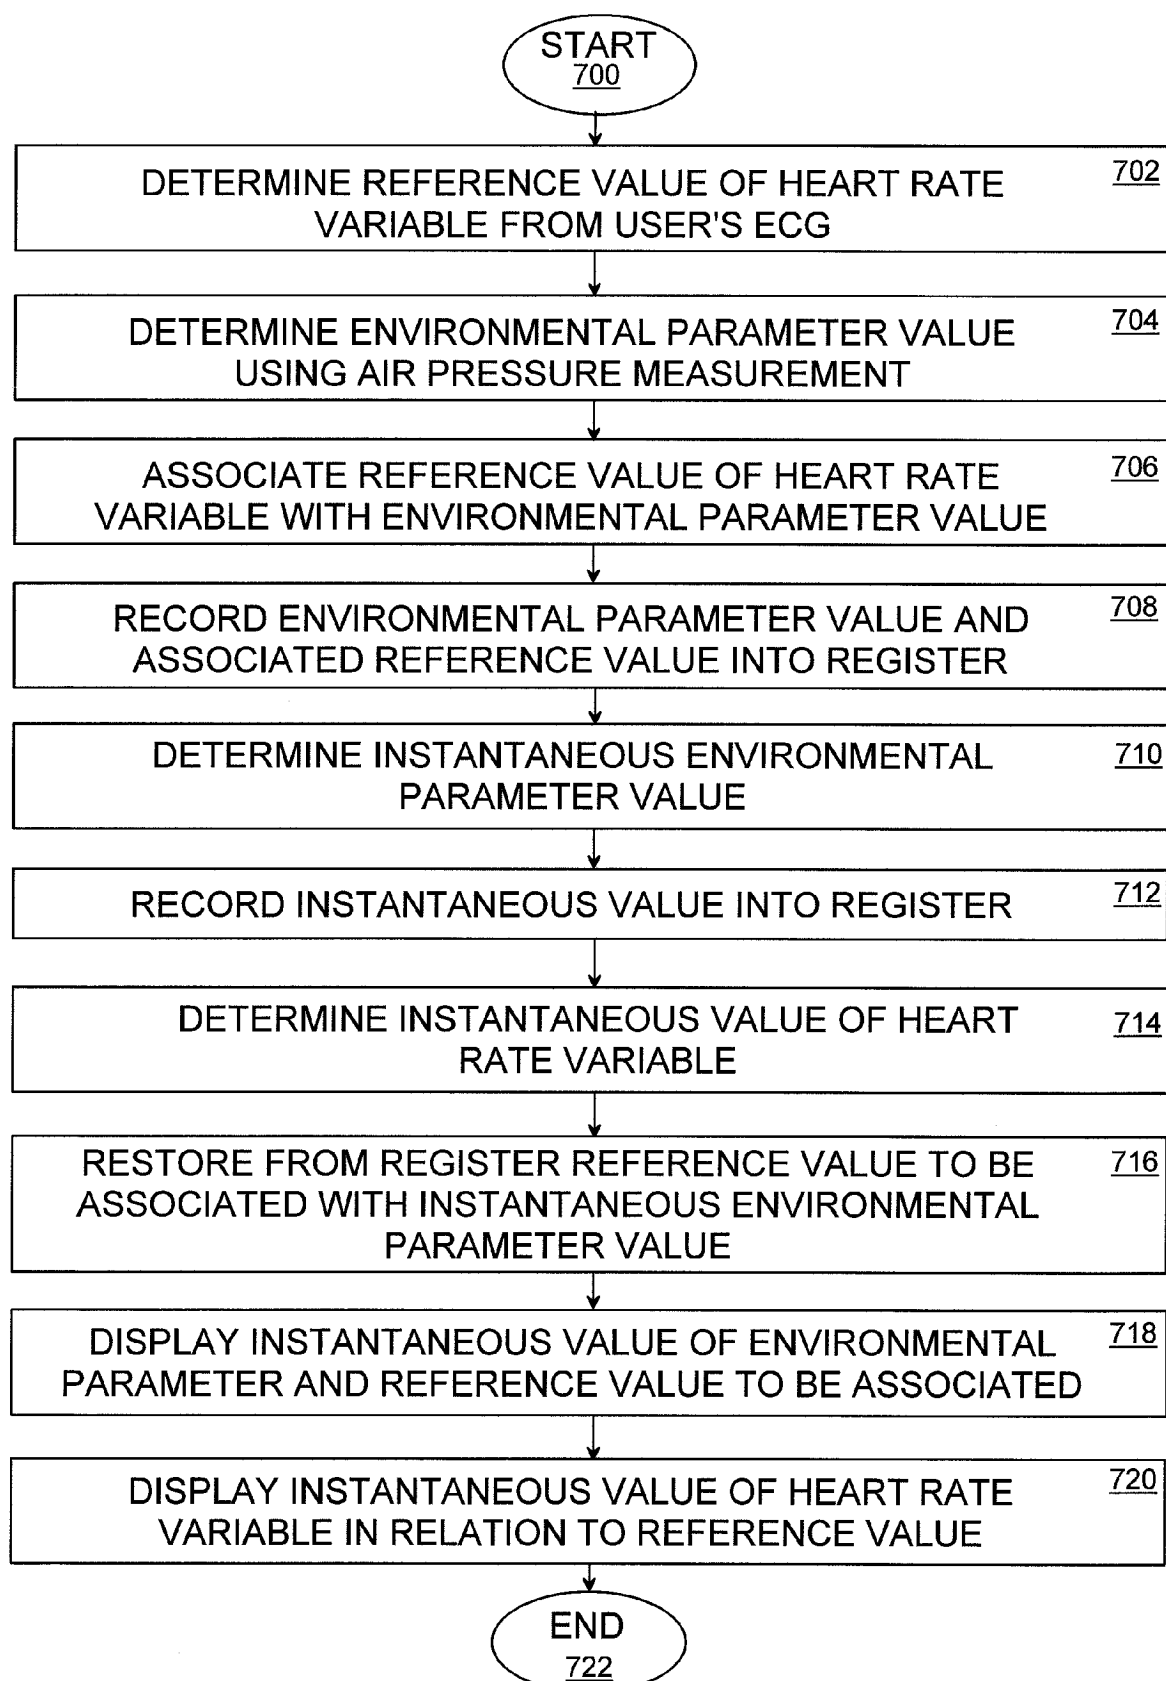 START
700
702
DETERMINE REFERENCE VALUE OF HEART RATE
VARIABLE FROM USER'S ECG
704
DETERMINE ENVIRONMENTAL PARAMETER VALUE
USING AIR PRESSURE MEASUREMENT
706
ASSOCIATE REFERENCE VALUE OF HEART RATE
VARIABLE WITH ENVIRONMENTAL PARAMETER VALUE
708
RECORD ENVIRONMENTAL PARAMETER VALUE AND
ASSOCIATED REFERENCE VALUE INTO REGISTER
710
DETERMINE INSTANTANEOUS ENVIRONMENTAL
PARAMETER VALUE
712
RECORD INSTANTANEOUS VALUE INTO REGISTER
714
DETERMINE INSTANTANEOUS VALUE OF HEART
RATE VARIABLE
716
RESTORE FROM REGISTER REFERENCE VALUE TO BE
ASSOCIATED WITH INSTANTANEOUS ENVIRONMENTAL
PARAMETER VALUE
718
DISPLAY INSTANTANEOUS VALUE OF ENVIRONMENTAL
PARAMETER AND REFERENCE VALUE TO BE ASSOCIATED
720
DISPLAY INSTANTANEOUS VALUE OF HEART RATE
VARIABLE IN RELATION TO REFERENCE VALUE
END
722